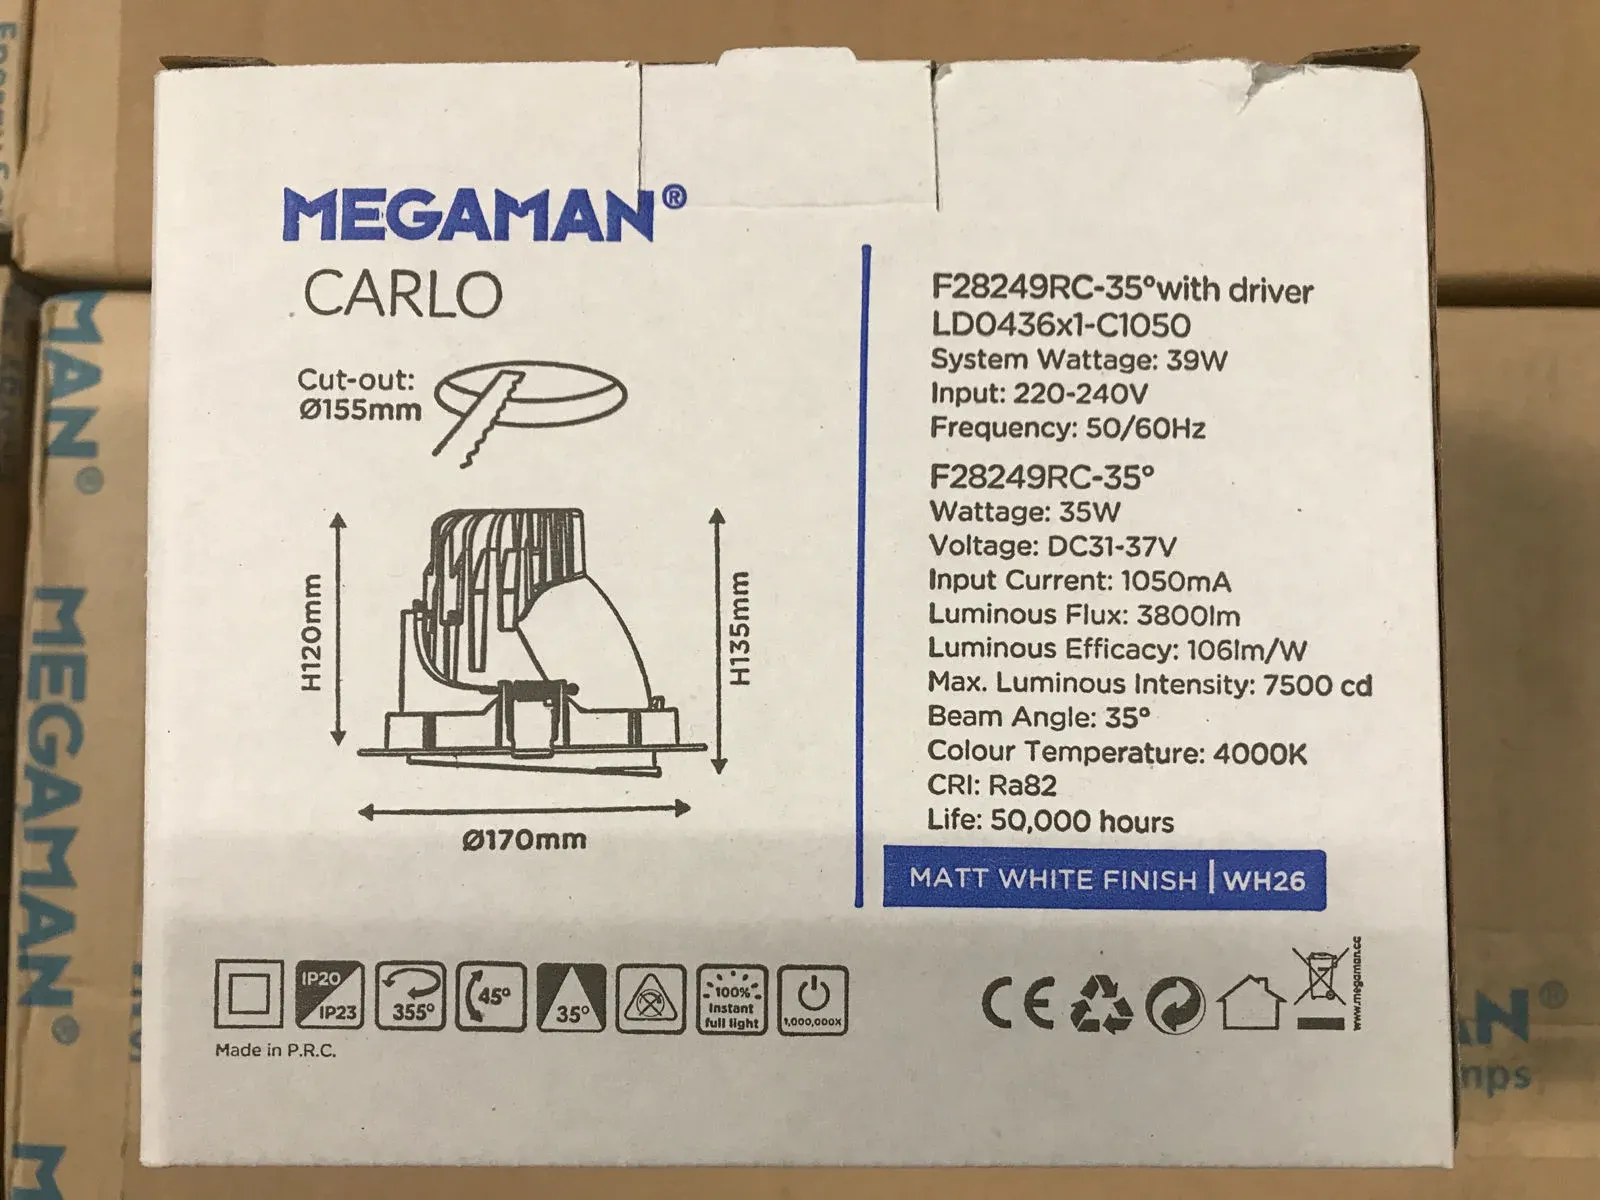 MEGAMAN®
CARLO
Cut-out:
Ø155mm
H120mm
H135mm
Ø170mm
F28249RC-35°with driver
LD0436x1-C1050
System Wattage: 39W
Input: 220-240V
Frequency: 50/60Hz
F28249RC-35°
Wattage: 35W
Voltage: DC31-37V
Input Current: 1050mA
Luminous Flux: 3800lm
Luminous Efficacy: 106lm/W
Max. Luminous Intensity: 7500 cd
Beam Angle: 35°
Colour Temperature: 4000K
CRI: Ra82
Life: 50,000 hours
MATT WHITE FINISH | WH26
IP20
IP23
355°
45°
35°
100%
Instant
full light
1,000,000x
CE
www.megaman.cc
Made in P.R.C.
MAN®
MEGAMAN®
AN®
mps